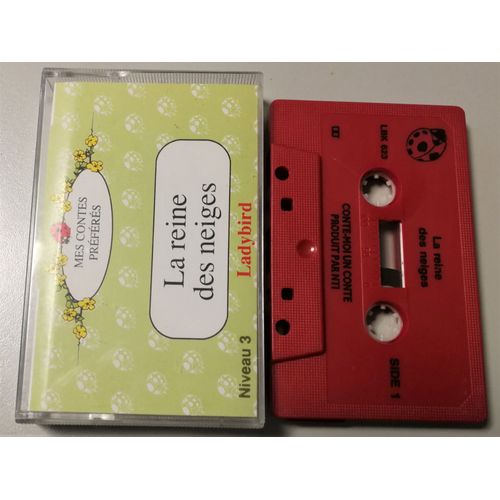 MES CONTES
PRÉFÉRÉS
La reine
des neiges
Ladybird
Niveau 3
LBK 623
La reine
des neiges
CONTE-MOI UN CONTE
PRODUIT PAR NTI
SIDE 1